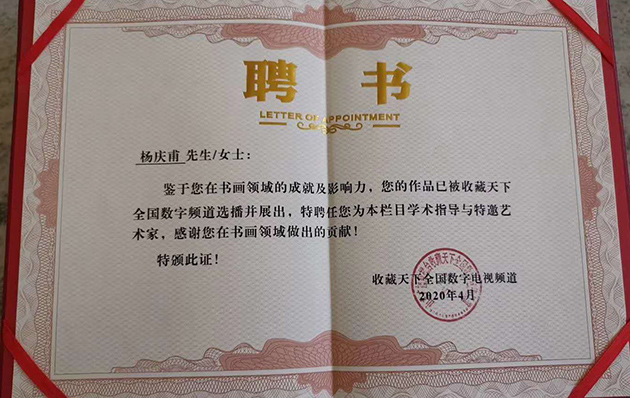 聘书
LETTER OF APPOINTMENT
杨庆甫 先生/女士：
鉴于您在书画领域的成就及影响力，您的作品已被收藏天下
全国数字频道选播并展出，特聘任您为本栏目学术指导与特邀艺
术家，感谢您在书画领域做出的贡献！
特颁此证！
收藏天下全国数字电视频道
2020年4月